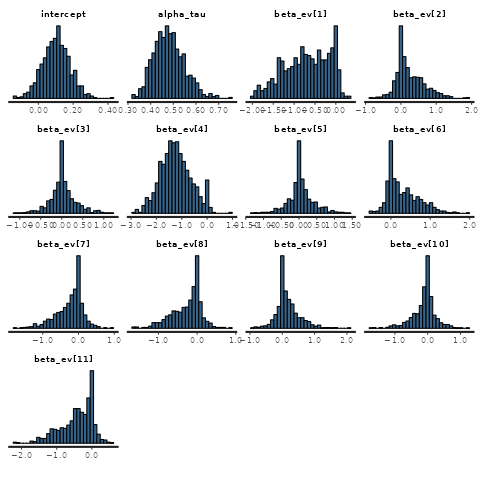 intercept alpha_tau beta_ev[1] beta_ev[2]
0.00 0.20 0.40 0.30 0.40 0.50 0.60 0.70 -2.00 -1.50 -1.00 -0.50 0.00 -1.0 0.0 1.0 2.0
beta_ev[3] beta_ev[4] beta_ev[5] beta_ev[6]
-1.00 -0.50 0.00 0.50 1.00 -3.0 -2.0 -1.0 0.0 1.0 -1.50 -1.00 -0.50 0.00 0.50 1.00 1.50 0.0 1.0 2.0
beta_ev[7] beta_ev[8] beta_ev[9] beta_ev[10]
-1.0 0.0 1.0 -1.0 0.0 1.0 -1.0 0.0 1.0 2.0 -1.0 0.0 1.0
beta_ev[11]
-2.0 -1.0 0.0